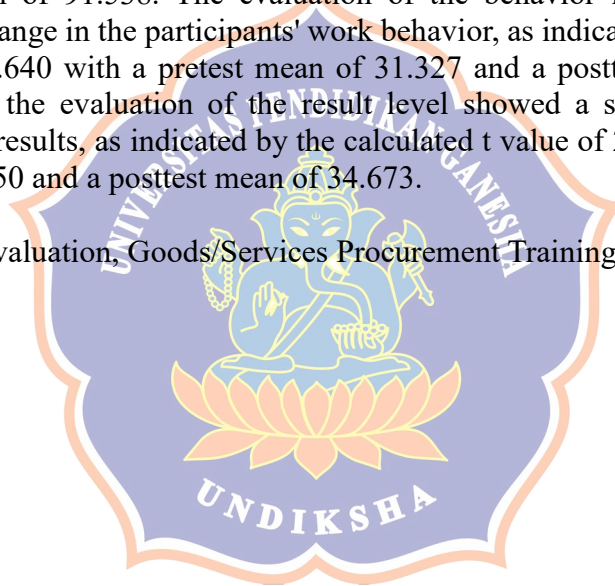 of 91.538. The evaluation of the behavior
ange in the participants' work behavior, as indica
.640 with a pretest mean of 31.327 and a postt
the evaluation of the result level showed a s
results, as indicated by the calculated t value of
50 and a posttest mean of 34.673.
valuation, Goods/Services Procurement Training
UNIVERSITAS PENDIDIKAN GANESHA
UNDIKSHA